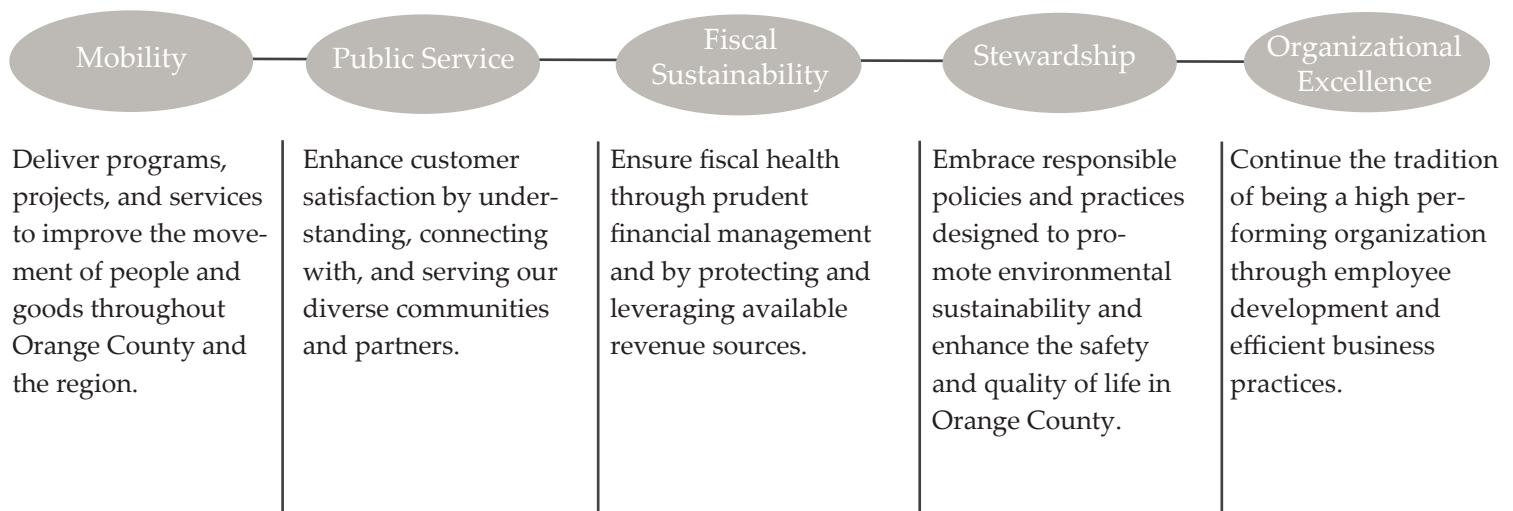 Mobility
Public Service
Fiscal
Sustainability
Stewardship
Organizational
Excellence
Deliver programs,
projects, and services
to improve the move-
ment of people and
goods throughout
Orange County and
the region.
Enhance customer
satisfaction by under-
standing, connecting
with, and serving our
diverse communities
and partners.
Ensure fiscal health
through prudent
financial management
and by protecting and
leveraging available
revenue sources.
Embrace responsible
policies and practices
designed to pro-
mote environmental
sustainability and
enhance the safety
and quality of life in
Orange County.
Continue the tradition
of being a high per-
forming organization
through employee
development and
efficient business
practices.